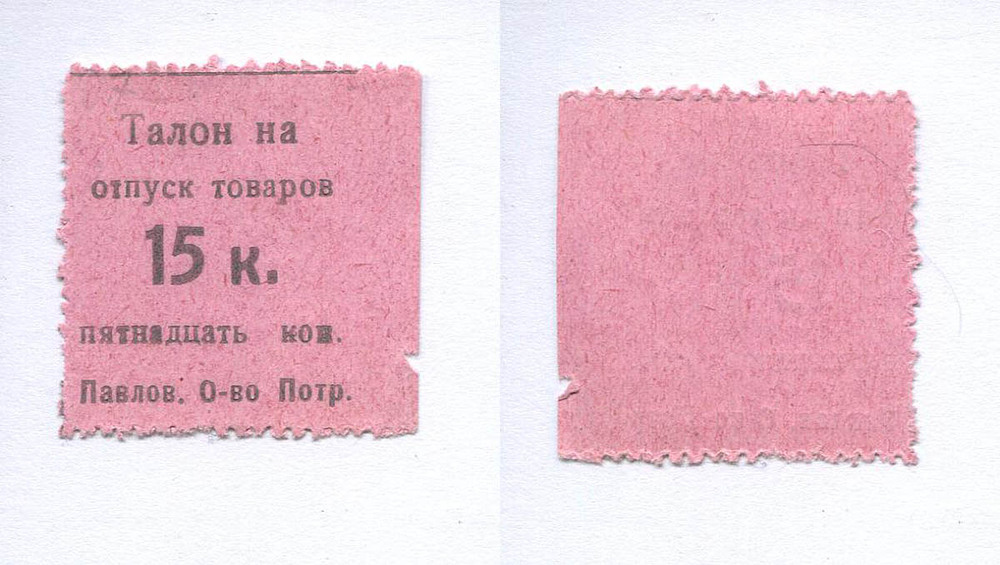 Талон на
отпуск товаров
15 к.
пятнадцать коп.
Павлов. О-во Потр.